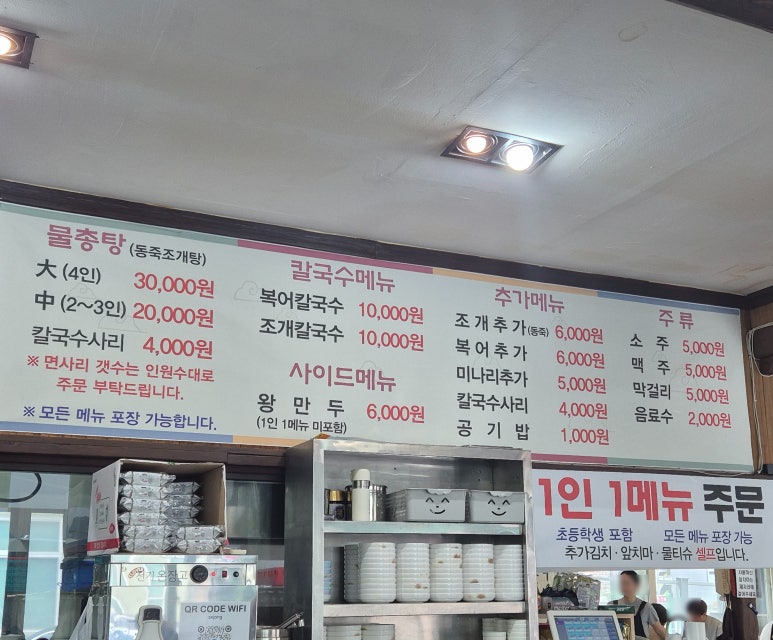 물총탕 (동죽조개탕)
大 (4인) 30,000원
中 (2~3인) 20,000원
칼국수사리 4,000원
※ 면사리 갯수는 인원수대로
주문 부탁드립니다.
※ 모든 메뉴 포장 가능합니다.
칼국수메뉴
복어칼국수 10,000원
조개칼국수 10,000원
사이드메뉴
왕만두 6,000원
(1인 1메뉴 미포함)
추가메뉴
조개추가(동죽) 6,000원
복어추가 6,000원
미나리추가 5,000원
칼국수사리 4,000원
공기밥 1,000원
주류
소주 5,000원
맥주 5,000원
막걸리 5,000원
음료수 2,000원
1인 1메뉴 주문
초등학생 포함 모든 메뉴 포장 가능
추가김치 · 앞치마 · 물티슈 셀프입니다.
QR CODE WIFI